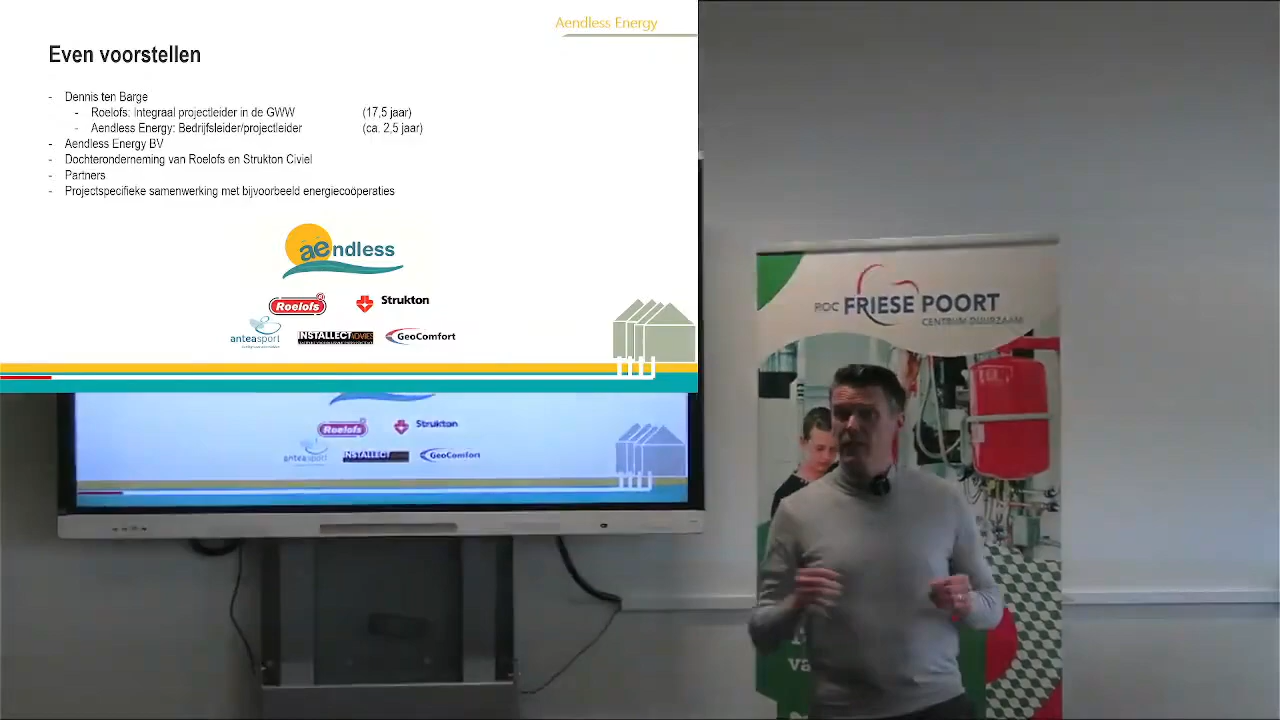 Aendless Energy
Even voorstellen
- Dennis ten Barge
- Roelofs: Integraal projectleider in de GWW (17,5 jaar)
- Aendless Energy: Bedrijfsleider/projectleider (ca. 2,5 jaar)
- Aendless Energy BV
- Dochteronderneming van Roelofs en Strukton Civiel
- Partners
- Projectspecifieke samenwerking met bijvoorbeeld energiecoöperaties
aendless
Roelofs Strukton
anteasport INSTALLECT ADVIES GeoComfort
Roelofs Strukton
anteasport INSTALLECT GeoComfort
ROC FRIESE POORT
CENTRUM DUURZAAM
va